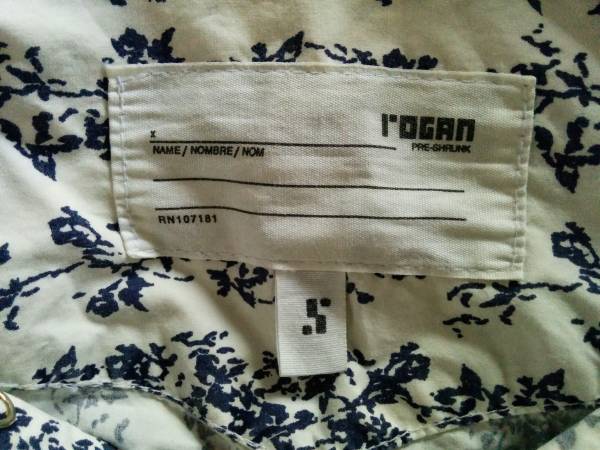 rogan
PRE-SHRUNK
x
NAME / NOMBRE / NOM
RN107181
S